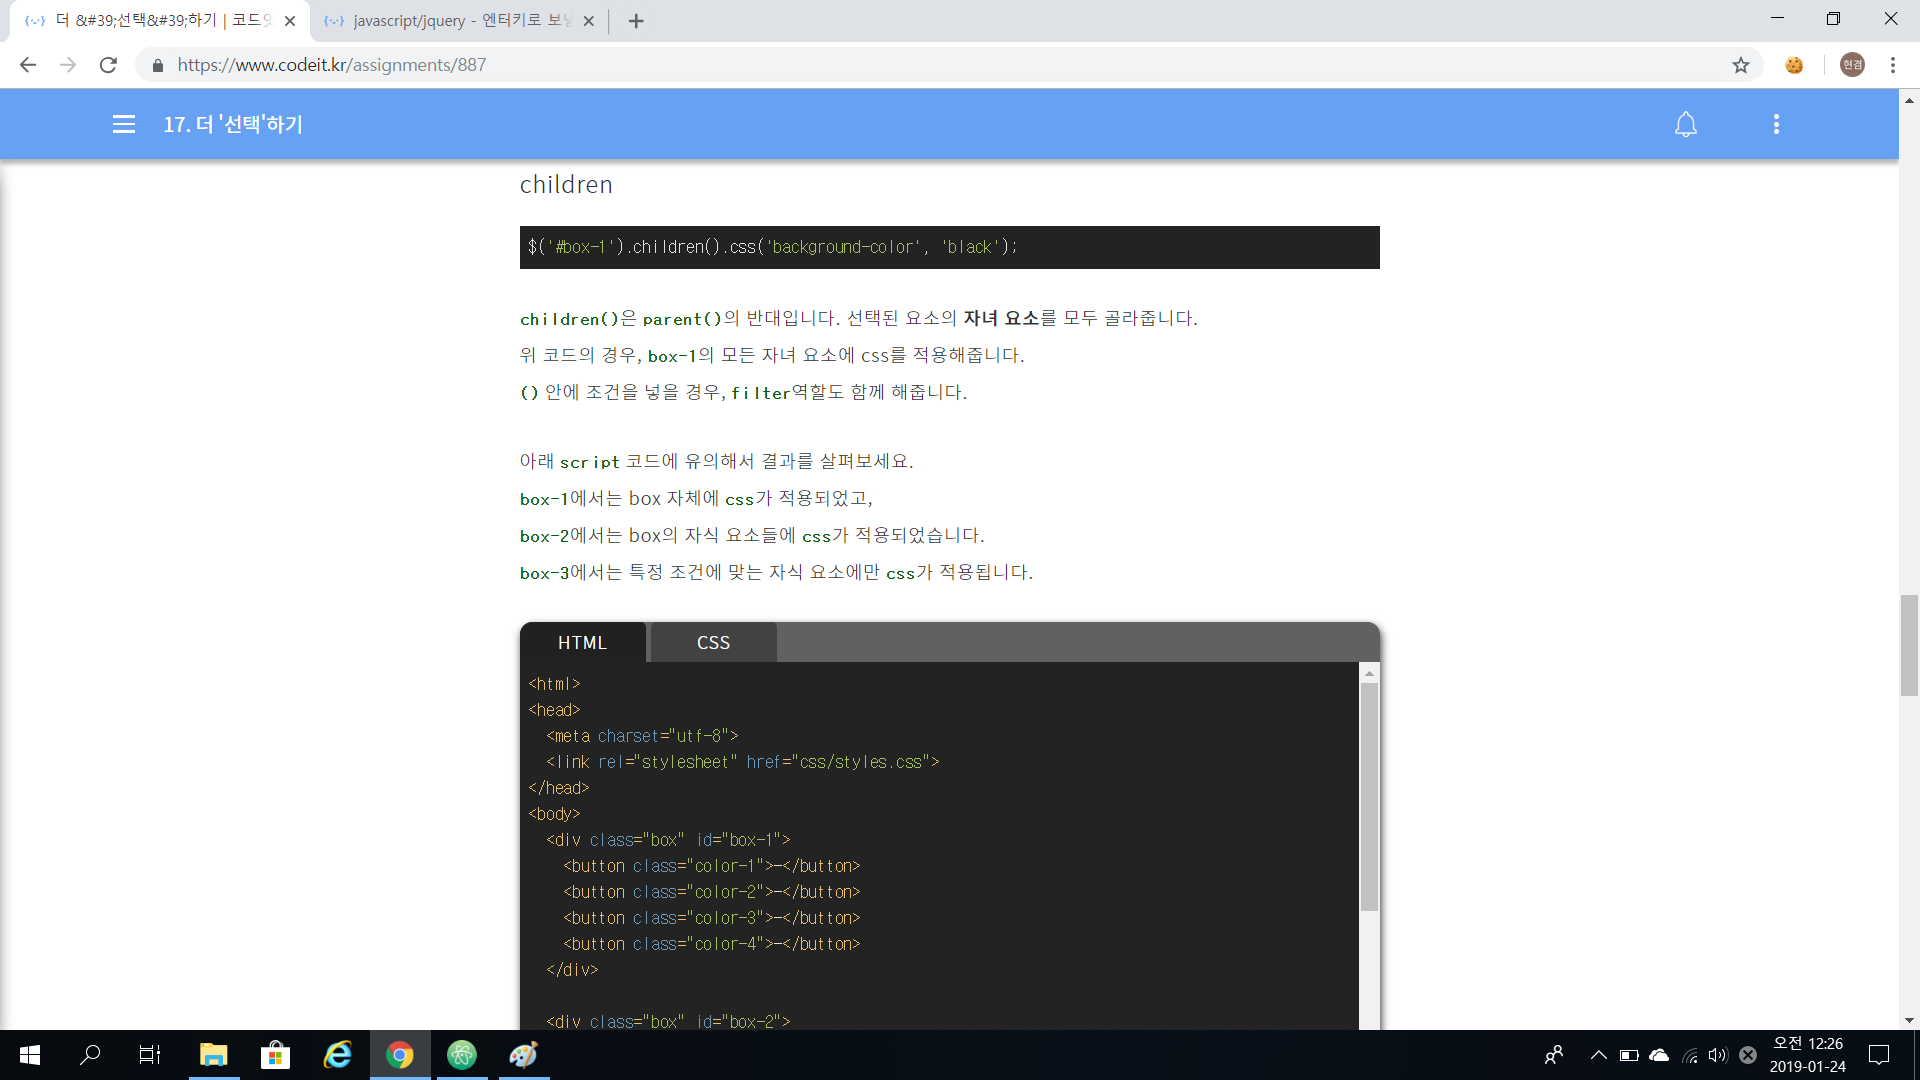 더 &#39;선택&#39;하기 | 코드잇
javascript/jquery - 엔터키로 보낼
https://www.codeit.kr/assignments/887
현겸
17. 더 '선택'하기
children
$('#box-1').children().css('background-color', 'black');
children()은 parent()의 반대입니다. 선택된 요소의 자녀 요소를 모두 골라줍니다.
위 코드의 경우, box-1의 모든 자녀 요소에 css를 적용해줍니다.
() 안에 조건을 넣을 경우, filter역할도 함께 해줍니다.
아래 script 코드에 유의해서 결과를 살펴보세요.
box-1에서는 box 자체에 css가 적용되었고,
box-2에서는 box의 자식 요소들에 css가 적용되었습니다.
box-3에서는 특정 조건에 맞는 자식 요소에만 css가 적용됩니다.
HTML CSS
<html>
<head>
<meta charset="utf-8">
<link rel="stylesheet" href="css/styles.css">
</head>
<body>
<div class="box" id="box-1">
<button class="color-1">-</button>
<button class="color-2">-</button>
<button class="color-3">-</button>
<button class="color-4">-</button>
</div>
<div class="box" id="box-2">
오전 12:26
2019-01-24